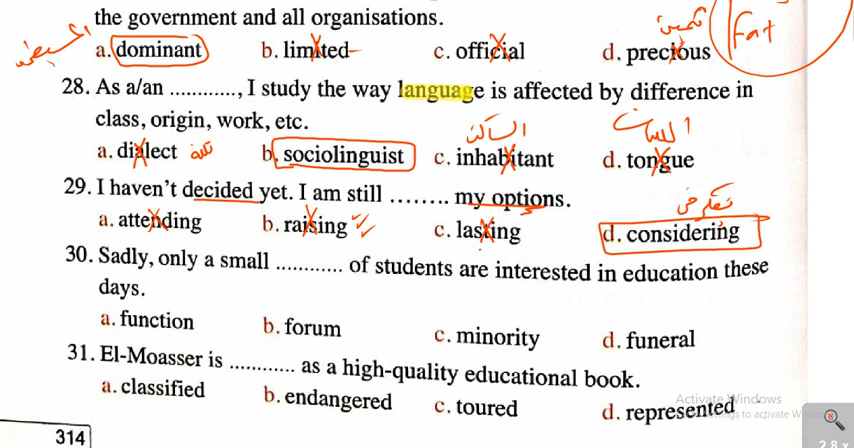 the government and all organisations.
a. dominant b. limited c. official d. precious
Fat
28. As a/an ............, I study the way language is affected by difference in
class, origin, work, etc.
a. dialect b. sociolinguist c. inhabitant d. tongue
29. I haven't decided yet. I am still ........ my options.
a. attending b. raising c. lasting d. considering
30. Sadly, only a small ............ of students are interested in education these
days.
a. function b. forum c. minority d. funeral
31. El-Moasser is ............ as a high-quality educational book.
a. classified b. endangered c. toured d. represented
Activate Windows
314
2.8 x